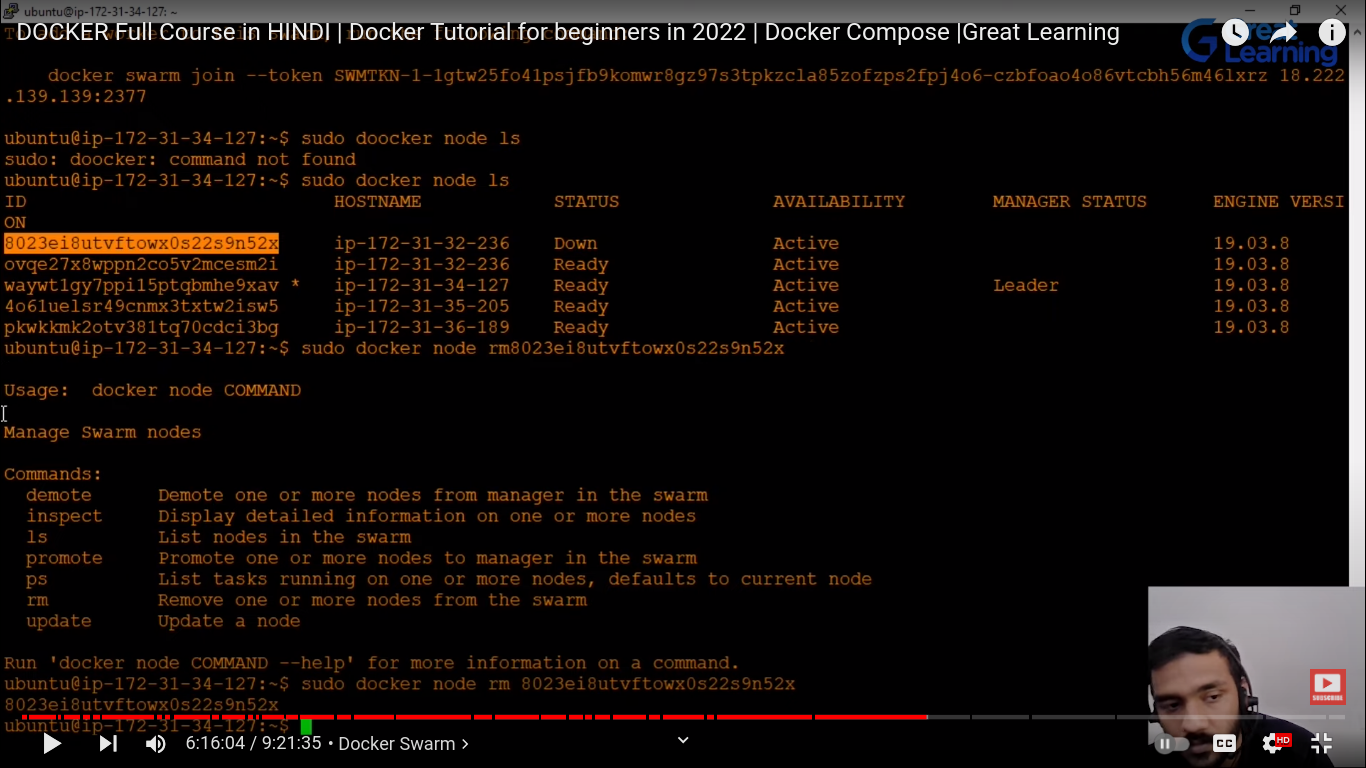 ubuntu@ip-172-31-34-127: ~
DOCKER Full Course in HINDI | Docker Tutorial for beginners in 2022 | Docker Compose |Great Learning
Great Learning
docker swarm join --token SWMTKN-1-1gtw25fo41psjfb9komwr8gz97s3tpkzcla85zofzps2fpj4o6-czbfoao4o86vtcbh56m46lxrz 18.222
.139.139:2377
ubuntu@ip-172-31-34-127:~$ sudo doocker node ls
sudo: doocker: command not found
ubuntu@ip-172-31-34-127:~$ sudo docker node ls
ID HOSTNAME STATUS AVAILABILITY MANAGER STATUS ENGINE VERSI
ON
8023ei8utvftowx0s22s9n52x ip-172-31-32-236 Down Active 19.03.8
ovqe27x8wppn2co5v2mcesm2i ip-172-31-32-236 Ready Active 19.03.8
waywt1gy7ppi15ptqbmhe9xav * ip-172-31-34-127 Ready Active Leader 19.03.8
4o61uelsr49cnmx3txtw2isw5 ip-172-31-35-205 Ready Active 19.03.8
pkwkkmk2otv381tq70cdci3bg ip-172-31-36-189 Ready Active 19.03.8
ubuntu@ip-172-31-34-127:~$ sudo docker node rm8023ei8utvftowx0s22s9n52x
Usage: docker node COMMAND
Manage Swarm nodes
Commands:
demote Demote one or more nodes from manager in the swarm
inspect Display detailed information on one or more nodes
ls List nodes in the swarm
promote Promote one or more nodes to manager in the swarm
ps List tasks running on one or more nodes, defaults to current node
rm Remove one or more nodes from the swarm
update Update a node
Run 'docker node COMMAND --help' for more information on a command.
ubuntu@ip-172-31-34-127:~$ sudo docker node rm 8023ei8utvftowx0s22s9n52x
8023ei8utvftowx0s22s9n52x
ubuntu@ip-172-31-34-127:~$
SUBSCRIBE
6:16:04 / 9:21:35 • Docker Swarm >
CC
HD